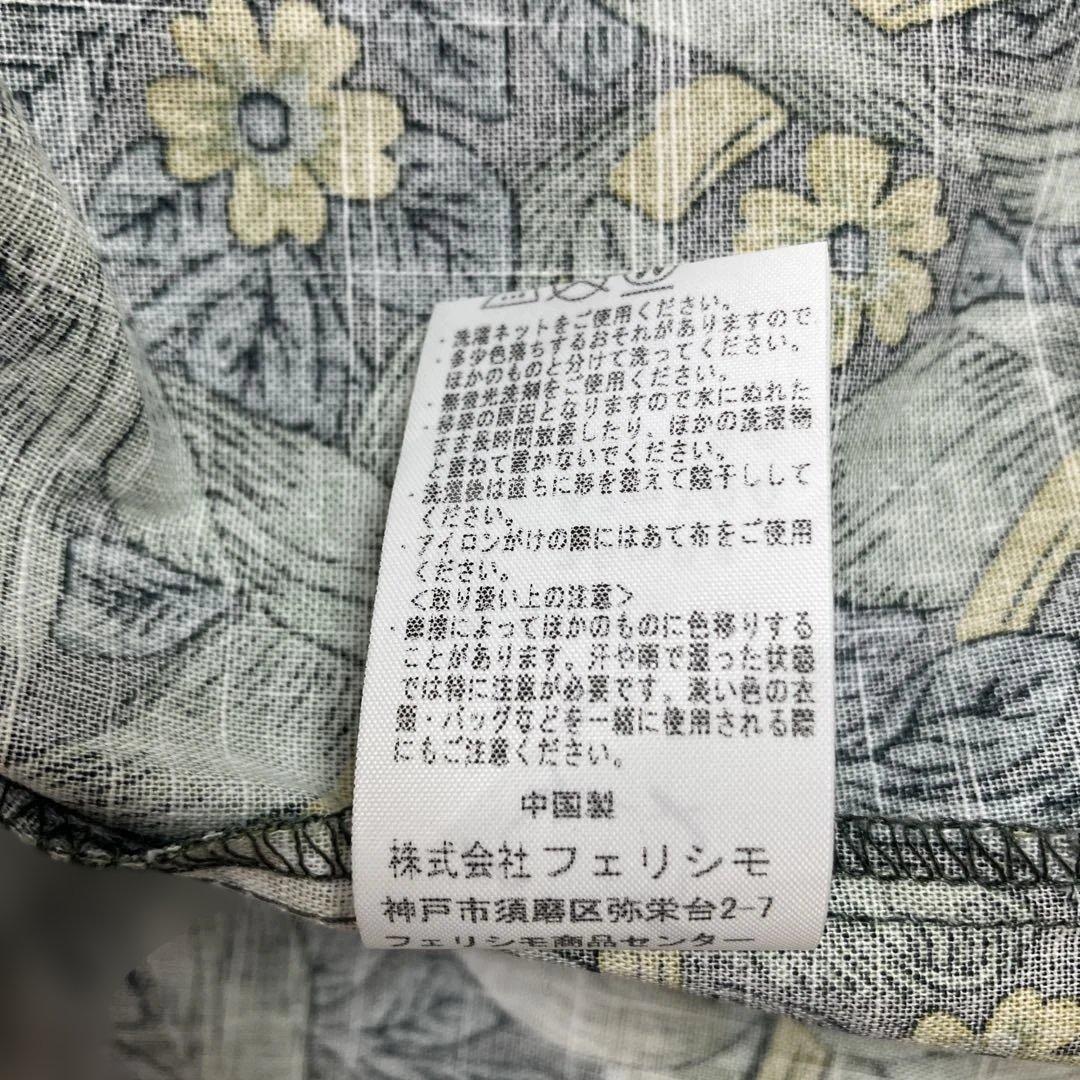 ・洗濯ネットをご使用ください。
・多少色落ちするおそれがありますので
ほかのものと分けて洗ってください。
・無蛍光洗剤をご使用ください。
・移染の原因となりますので水にぬれた
まま長時間放置したり、ほかの洗濯物
と重ねて置かないでください。
・洗濯後は直ちに形を整えて陰干しして
ください。
・アイロンがけの際にはあて布をご使用
ください。
＜取り扱い上の注意＞
・摩擦によってほかのものに色移りする
ことがあります。汗や雨で湿った状態
では特に注意が必要です。淡い色の衣
類・バッグなどを一緒に使用される際
にもご注意ください。
中国製
株式会社フェリシモ
神戸市須磨区弥栄台2-7
フェリシモ商品センター